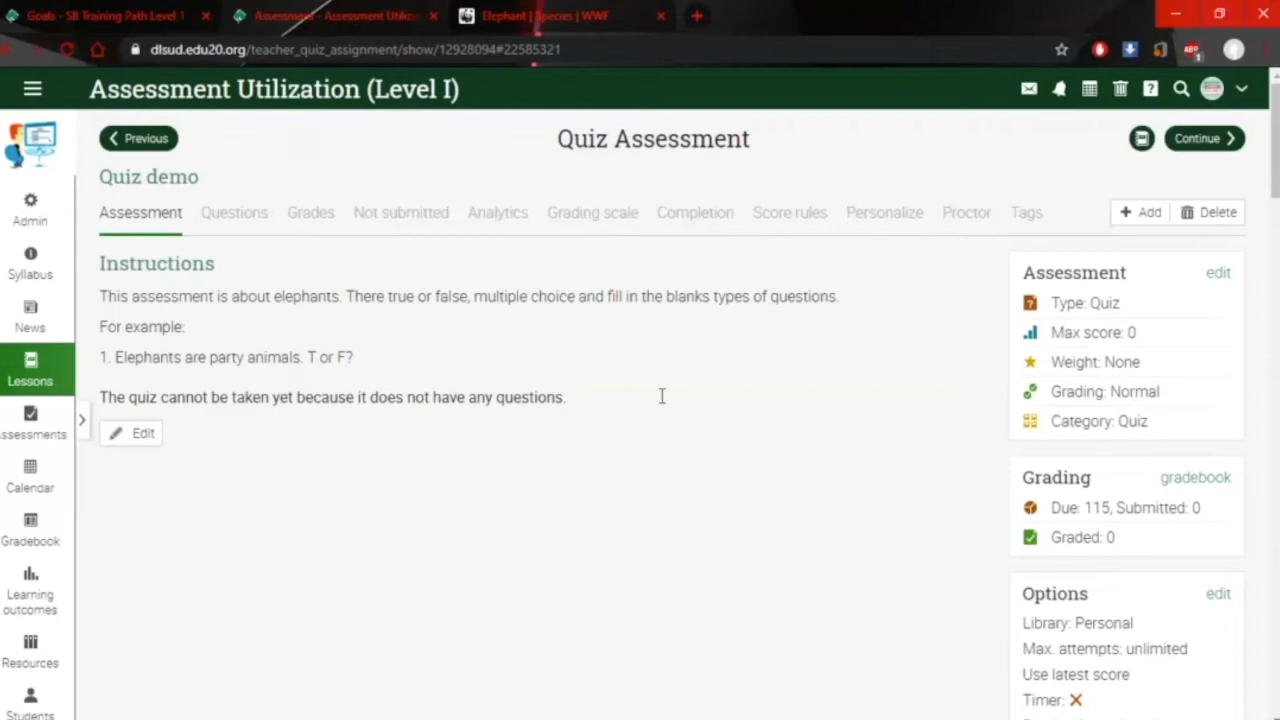 Goals - SB Training Path Level 1
Assessment - Assessment Utiliz
Elephant | Species | WWF
dlsud.edu20.org/teacher_quiz_assignment/show/12928094#22585321
ABP
1
Assessment Utilization (Level I)
Previous
Quiz Assessment
Continue
Quiz demo
Admin
Syllabus
News
Lessons
ssessments
Calendar
Gradebook
Learning
outcomes
Resources
Students
Assessment Questions Grades Not submitted Analytics Grading scale Completion Score rules Personalize Proctor Tags
Add Delete
Instructions
This assessment is about elephants. There true or false, multiple choice and fill in the blanks types of questions.
For example:
1. Elephants are party animals. T or F?
The quiz cannot be taken yet because it does not have any questions.
Edit
Assessment edit
Type: Quiz
Max score: 0
Weight: None
Grading: Normal
Category: Quiz
Grading gradebook
Due: 115, Submitted: 0
Graded: 0
Options edit
Library: Personal
Max. attempts: unlimited
Use latest score
Timer: